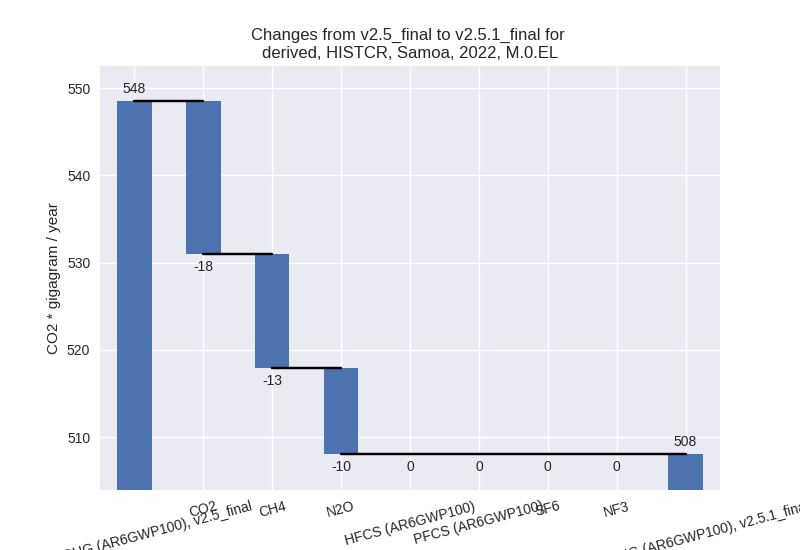 Changes from v2.5_final to v2.5.1_final for
derived, HISTCR, Samoa, 2022, M.0.EL
CO2 * gigagram / year
550
540
530
520
510
548
-18
-13
-10
0
0
0
0
508
(AR6GWP100), v2.5_final
CO2
CH4
N2O
HFCS (AR6GWP100)
PFCS (AR6GWP100)
SF6
NF3
(AR6GWP100), v2.5.1_fina